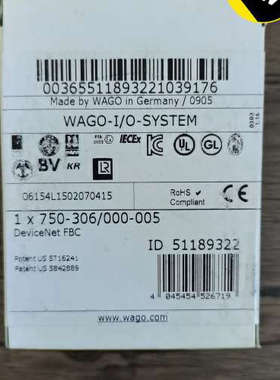 00365511893221039176
Made by WAGO in Germany / 0905
WAGO-I/O-SYSTEM
IECEx
UL
GL
BV
KR
LR
06154L1502070415
RoHS ✓
Compliant
CE
1 x 750-306/000-005
DeviceNet FBC
ID 51189322
Patent US 5716241
Patent US 5842889
4 045454 526719
www.wago.com